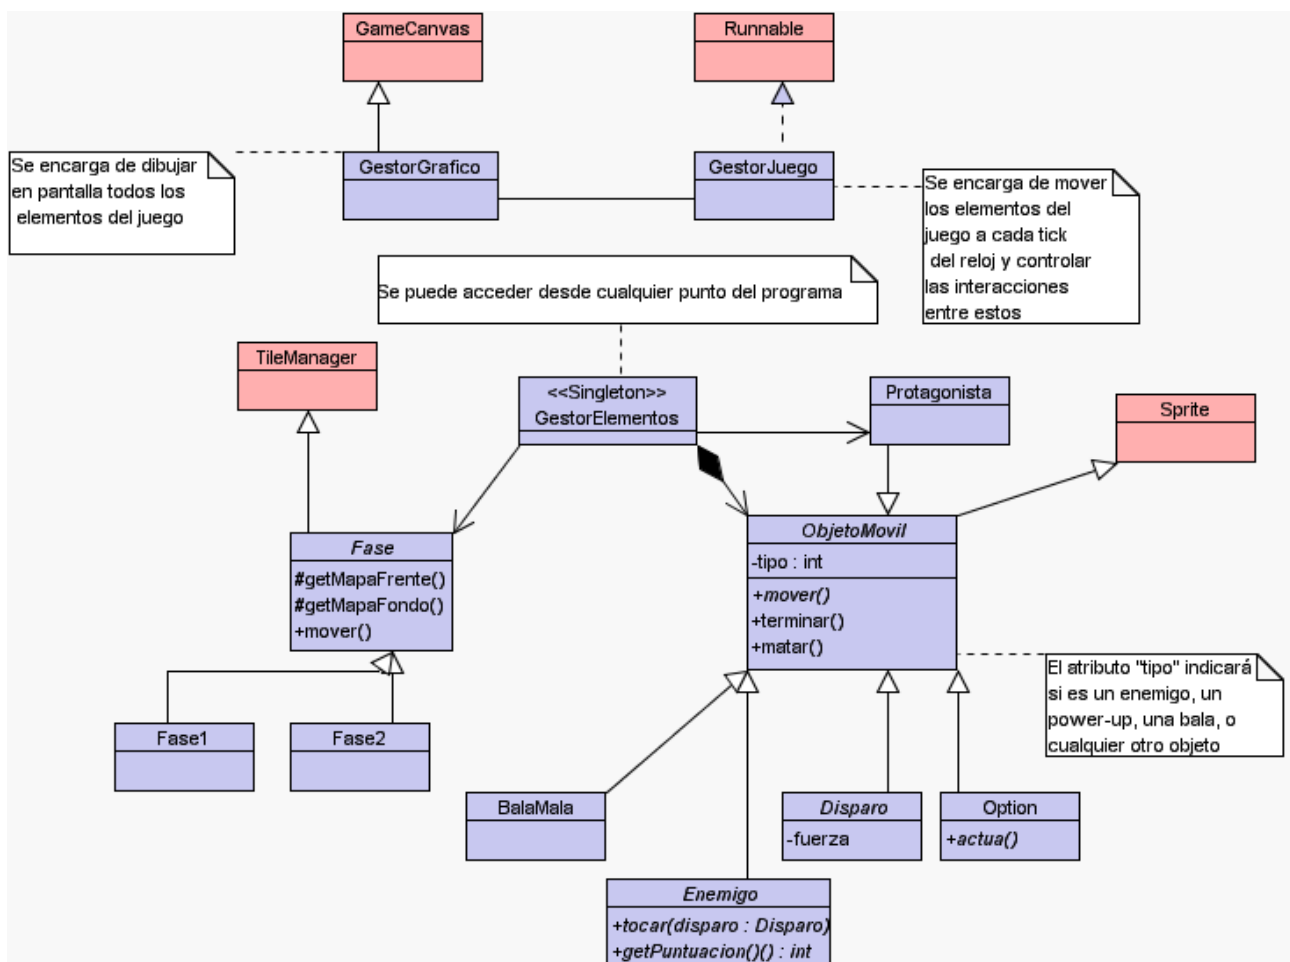 GameCanvas
Runnable
Se encarga de dibujar
en pantalla todos los
elementos del juego
GestorGrafico
GestorJuego
Se encarga de mover
los elementos del
juego a cada tick
del reloj y controlar
las interacciones
entre estos
Se puede acceder desde cualquier punto del programa
TileManager
<<Singleton>>
GestorElementos
Protagonista
Sprite
Fase
#getMapaFrente()
#getMapaFondo()
+mover()
ObjetoMovil
-tipo : int
+mover()
+terminar()
+matar()
El atributo "tipo" indicará
si es un enemigo, un
power-up, una bala, o
cualquier otro objeto
Fase1
Fase2
BalaMala
Disparo
-fuerza
Option
+actua()
Enemigo
+tocar(disparo : Disparo)
+getPuntuacion()() : int